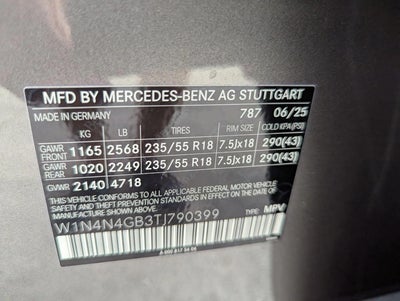 MFD BY MERCEDES-BENZ AG STUTTGART
MADE IN GERMANY 787 06/25
KG LB TIRES RIM SIZE COLD KPA(PSI)
GAWR FRONT 1165 2568 235/55 R18 7.5Jx18 290(43)
GAWR REAR 1020 2249 235/55 R18 7.5Jx18 290(43)
GVWR 2140 4718
THIS VEHICLE CONFORMS TO ALL APPLICABLE FEDERAL MOTOR VEHICLE
SAFETY, BUMPER, AND THEFT PREVENTION STANDARDS IN EFFECT ON THE
DATE OF MANUFACTURE SHOWN ABOVE.
W1N4N4GB3TJ790399 TYPE: MPV